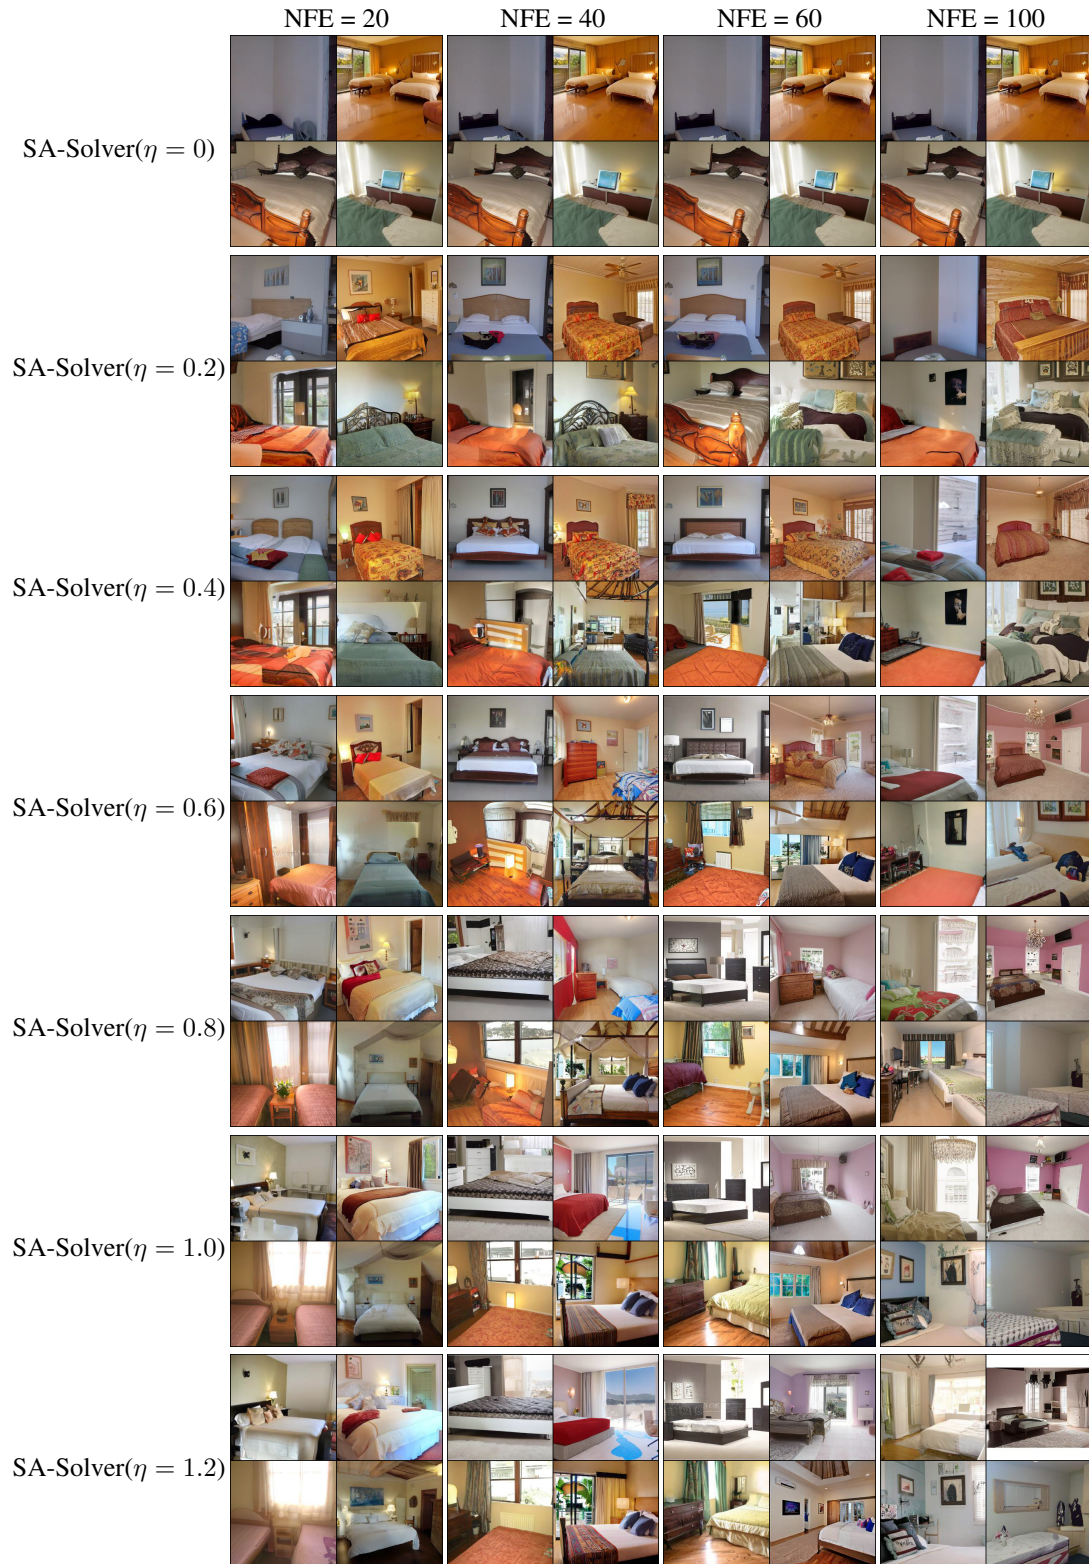 NFE = 20 NFE = 40 NFE = 60 NFE = 100
SA-Solver(η = 0)
SA-Solver(η = 0.2)
SA-Solver(η = 0.4)
SA-Solver(η = 0.6)
SA-Solver(η = 0.8)
SA-Solver(η = 1.0)
SA-Solver(η = 1.2)